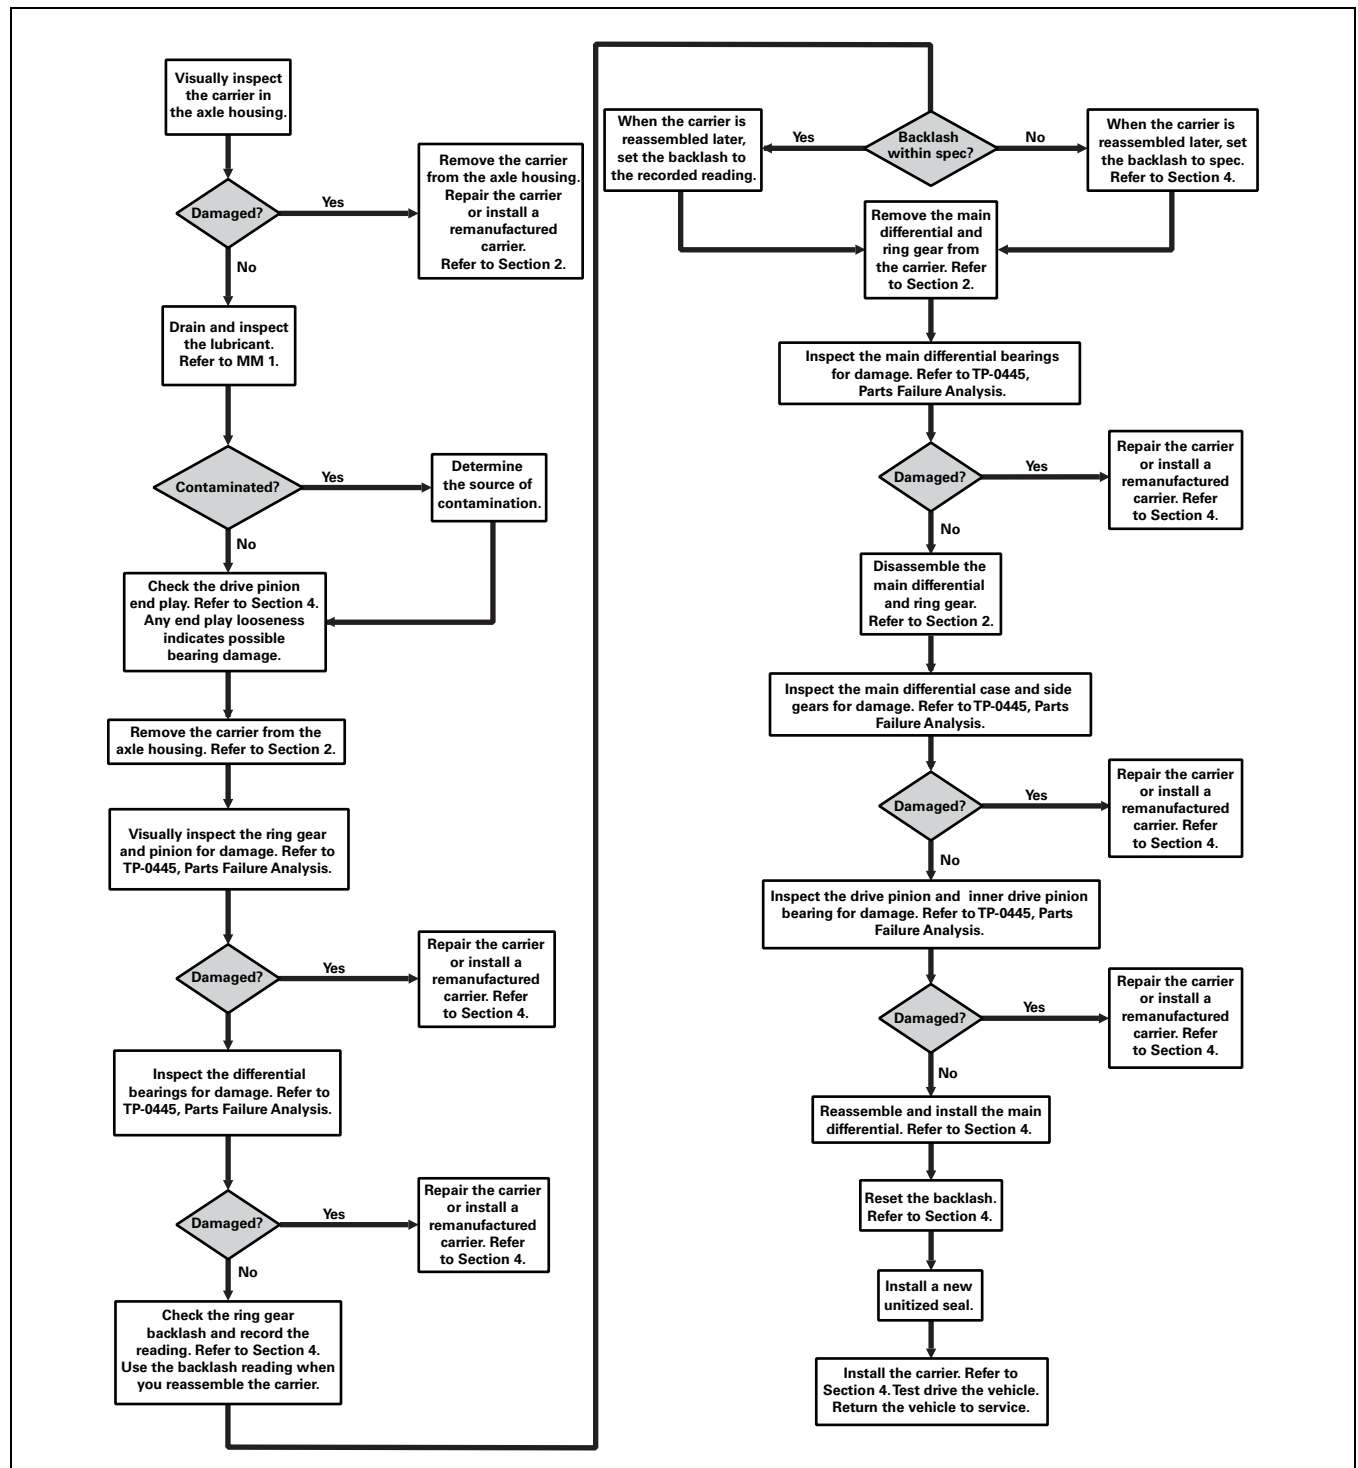 Visually inspect
the carrier in
the axle housing.
Damaged?
Yes
Remove the carrier
from the axle housing.
Repair the carrier
or install a
remanufactured
carrier.
Refer to Section 2.
No
Drain and inspect
the lubricant.
Refer to MM 1.
Contaminated?
Yes
Determine
the source of
contamination.
No
Check the drive pinion
end play. Refer to Section 4.
Any end play looseness
indicates possible
bearing damage.
Remove the carrier from the
axle housing. Refer to Section 2.
Visually inspect the ring gear
and pinion for damage. Refer to
TP-0445, Parts Failure Analysis.
Damaged?
Yes
Repair the carrier
or install a
remanufactured
carrier. Refer
to Section 4.
No
Inspect the differential
bearings for damage. Refer to
TP-0445, Parts Failure Analysis.
Damaged?
Yes
Repair the carrier
or install a
remanufactured
carrier. Refer
to Section 4.
No
Check the ring gear
backlash and record the
reading. Refer to Section 4.
Use the backlash reading when
you reassemble the carrier.
Backlash
within spec?
Yes
When the carrier is
reassembled later,
set the backlash to
the recorded reading.
No
When the carrier is
reassembled later, set
the backlash to spec.
Refer to Section 4.
Remove the main
differential and
ring gear from
the carrier. Refer
to Section 2.
Inspect the main differential bearings
for damage. Refer to TP-0445,
Parts Failure Analysis.
Damaged?
Yes
Repair the carrier
or install a
remanufactured
carrier. Refer
to Section 4.
No
Disassemble the
main differential
and ring gear.
Refer to Section 2.
Inspect the main differential case and side
gears for damage. Refer to TP-0445, Parts
Failure Analysis.
Damaged?
Yes
Repair the carrier
or install a
remanufactured
carrier. Refer
to Section 4.
No
Inspect the drive pinion and inner drive pinion
bearing for damage. Refer to TP-0445, Parts
Failure Analysis.
Damaged?
Yes
Repair the carrier
or install a
remanufactured
carrier. Refer
to Section 4.
No
Reassemble and install the main
differential. Refer to Section 4.
Reset the backlash.
Refer to Section 4.
Install a new
unitized seal.
Install the carrier. Refer to
Section 4. Test drive the vehicle.
Return the vehicle to service.